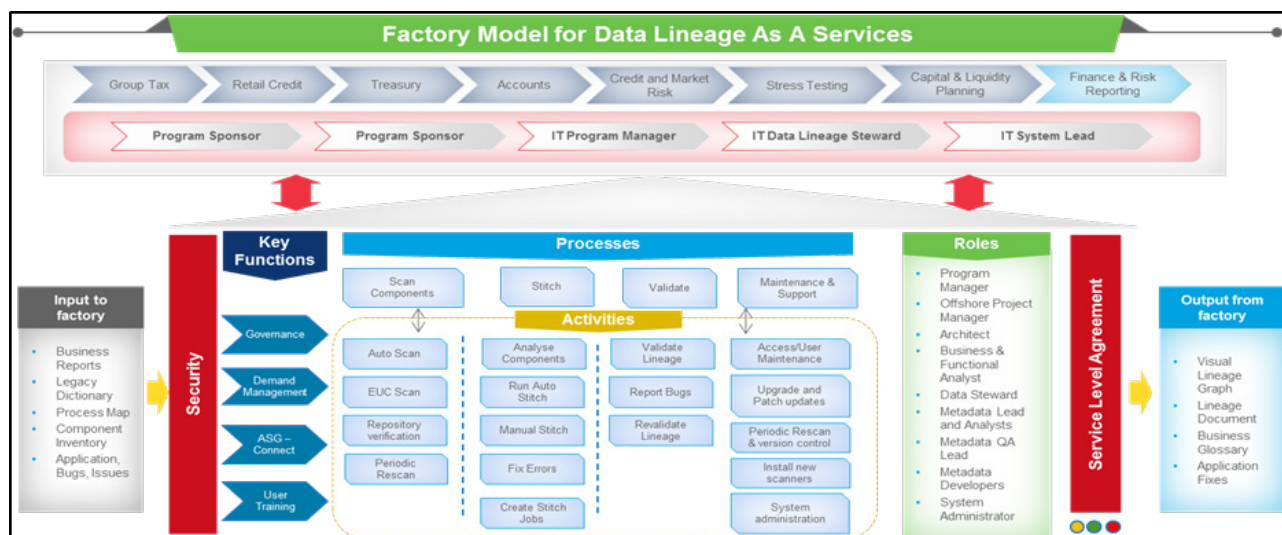 Factory Model for Data Lineage As A Services
Group Tax
Retail Credit
Treasury
Accounts
Credit and Market
Risk
Stress Testing
Capital & Liquidity
Planning
Finance & Risk
Reporting
Program Sponsor
Program Sponsor
IT Program Manager
IT Data Lineage Steward
IT System Lead
Input to
factory
Business
Reports
Legacy
Dictionary
Process Map
Component
Inventory
Application,
Bugs, Issues
Security
Key
Functions
Governance
Demand
Management
ASG –
Connect
User
Training
Processes
Scan
Components
Stitch
Validate
Maintenance &
Support
Activities
Auto Scan
EUC Scan
Repository
verification
Periodic
Rescan
Analyse
Components
Run Auto
Stitch
Manual Stitch
Fix Errors
Create Stitch
Jobs
Validate
Lineage
Report Bugs
Revalidate
Lineage
Access/User
Maintenance
Upgrade and
Patch updates
Periodic Rescan
& version control
Install new
scanners
System
administration
Roles
Program
Manager
Offshore Project
Manager
Architect
Business &
Functional
Analyst
Data Steward
Metadata Lead
and Analysts
Metadata QA
Lead
Metadata
Developers
System
Administrator
Service Level Agreement
Output from
factory
Visual
Lineage
Graph
Lineage
Document
Business
Glossary
Application
Fixes